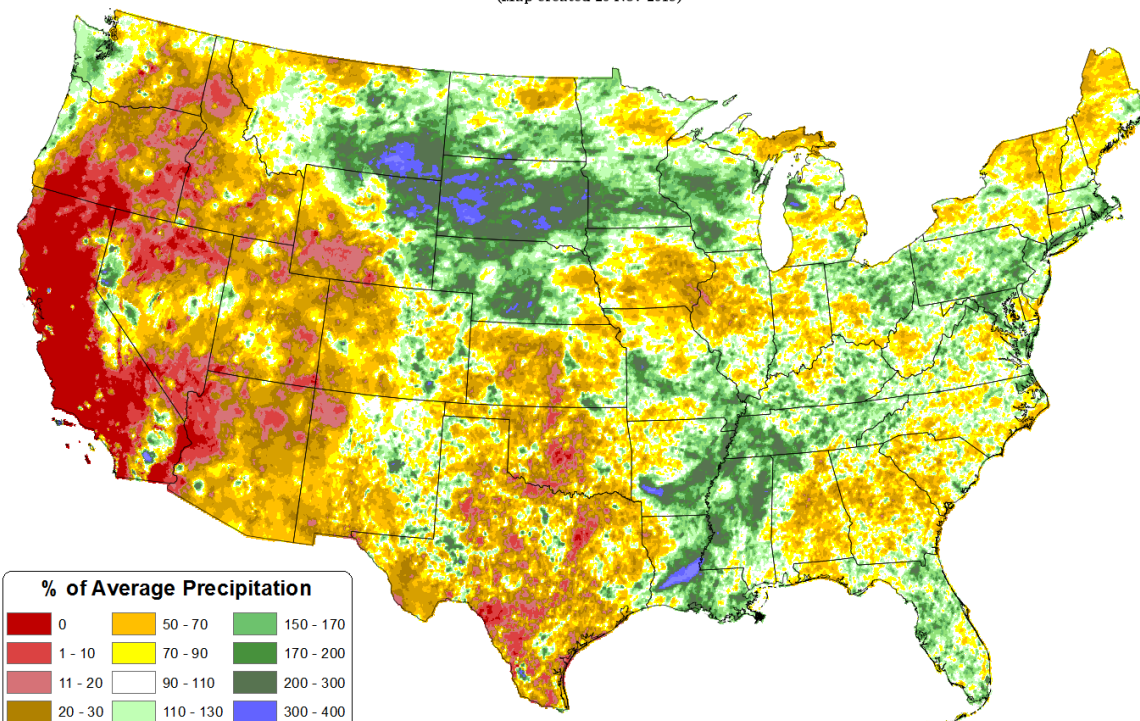 % of Average Precipitation
0 50 - 70 150 - 170
1 - 10 70 - 90 170 - 200
11 - 20 90 - 110 200 - 300
20 - 30 110 - 130 300 - 400